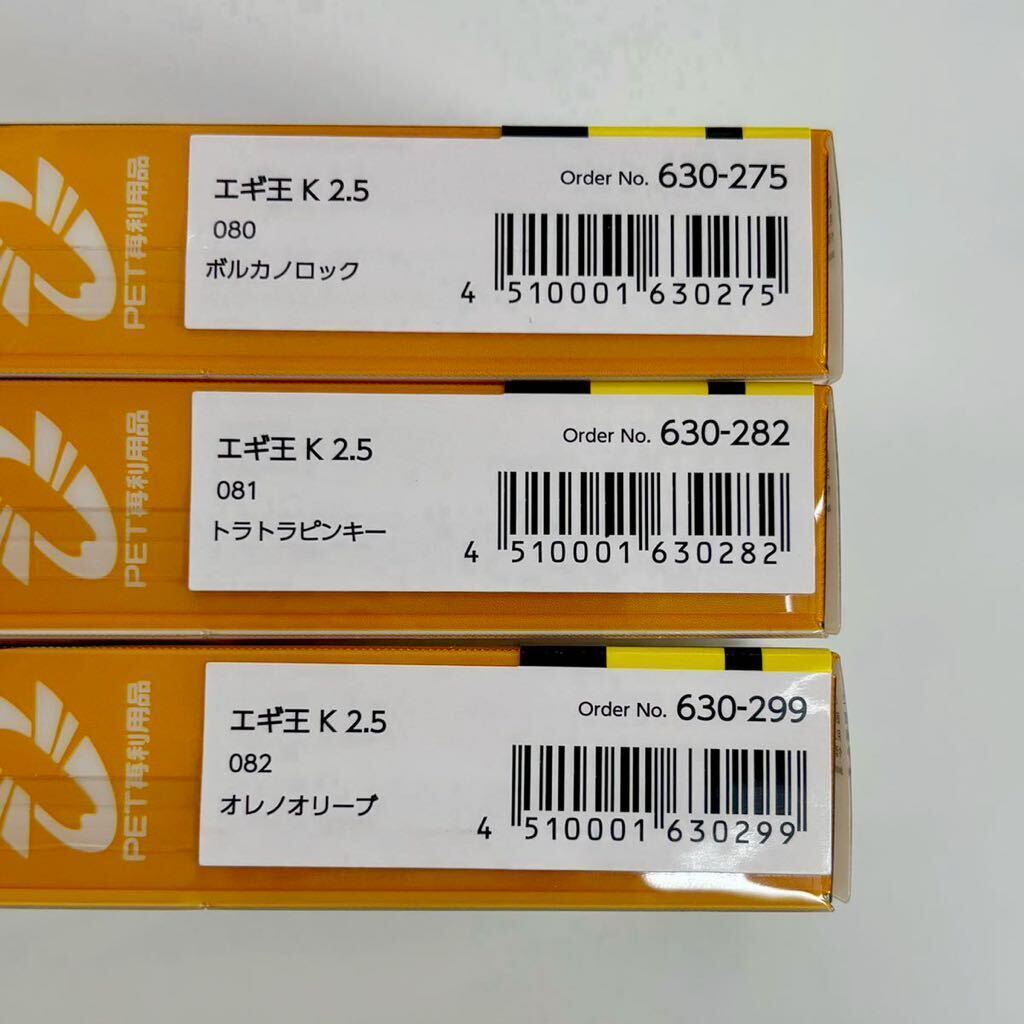 PET再利用品
エギ王 K 2.5
Order No. 630-275
080
ボルカノロック
4 510001 630275
PET再利用品
エギ王 K 2.5
Order No. 630-282
081
トラトラピンキー
4 510001 630282
PET再利用品
エギ王 K 2.5
Order No. 630-299
082
オレノオリーブ
4 510001 630299